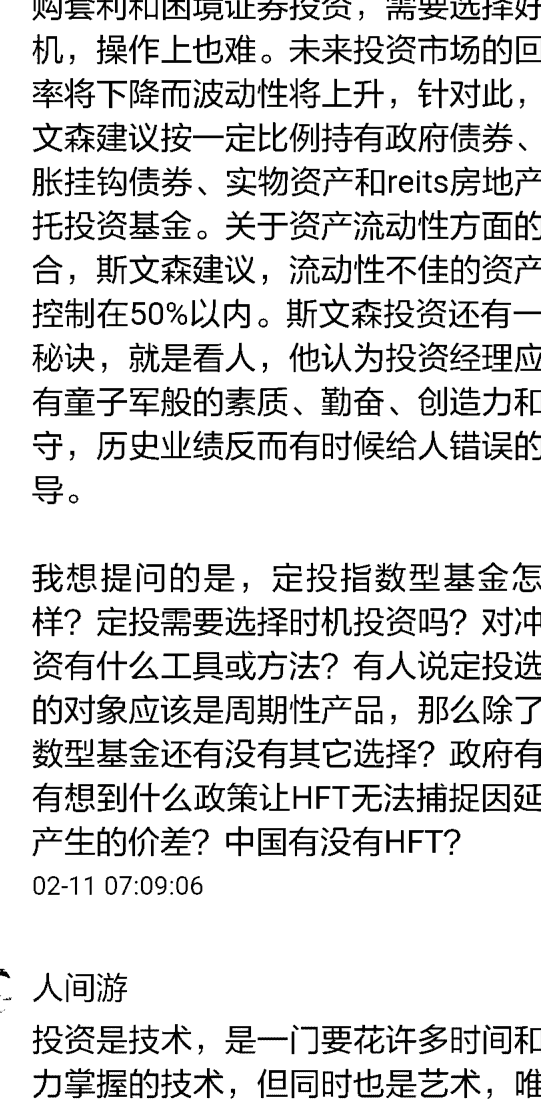 购套利和困境证券投资，需要选择好
机，操作上也难。未来投资市场的回
率将下降而波动性将上升，针对此，
文森建议按一定比例持有政府债券、
胀挂钩债券、实物资产和reits房地产
托投资基金。关于资产流动性方面的
合，斯文森建议，流动性不佳的资产
控制在50%以内。斯文森投资还有一
秘诀，就是看人，他认为投资经理应
有童子军般的素质、勤奋、创造力和
守，历史业绩反而有时候给人错误的
导。
我想提问的是，定投指数型基金怎
样？定投需要选择时机投资吗？对冲
资有什么工具或方法？有人说定投选
的对象应该是周期性产品，那么除了
数型基金还有没有其它选择？政府有
有想到什么政策让HFT无法捕捉因延
产生的价差？中国有没有HFT？
02-11 07:09:06
人间游
投资是技术，是一门要花许多时间和
力掌握的技术，但同时也是艺术，唯